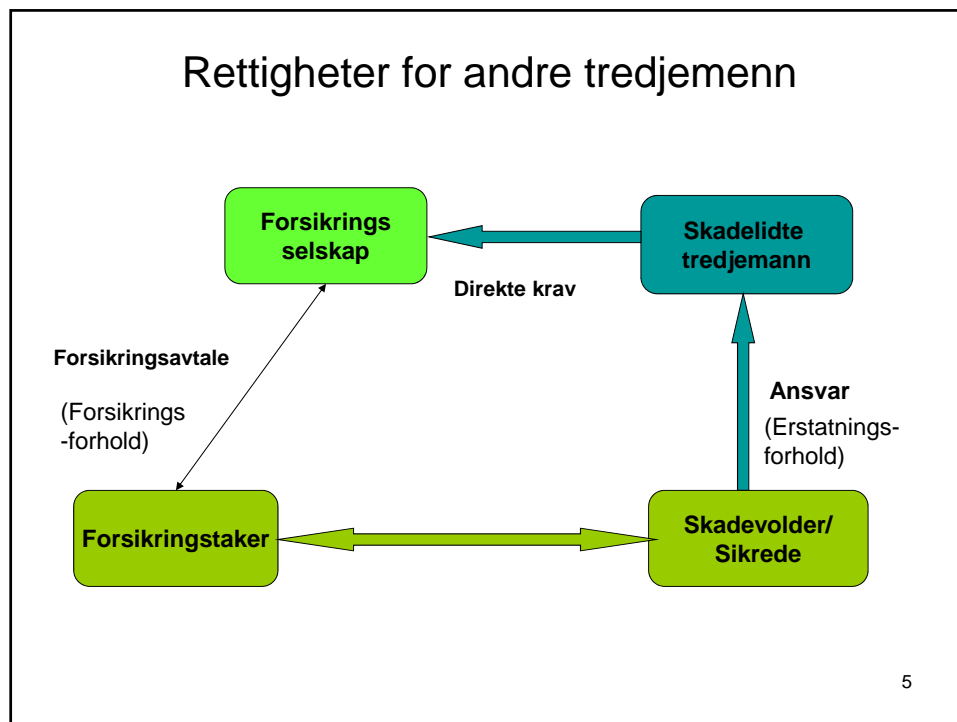 Rettigheter for andre tredjemenn
Forsikrings
selskap
Skadelidte
tredjemann
Direkte krav
Forsikringsavtale
(Forsikrings
-forhold)
Ansvar
(Erstatnings-
forhold)
Forsikringstaker
Skadevolder/
Sikrede
5